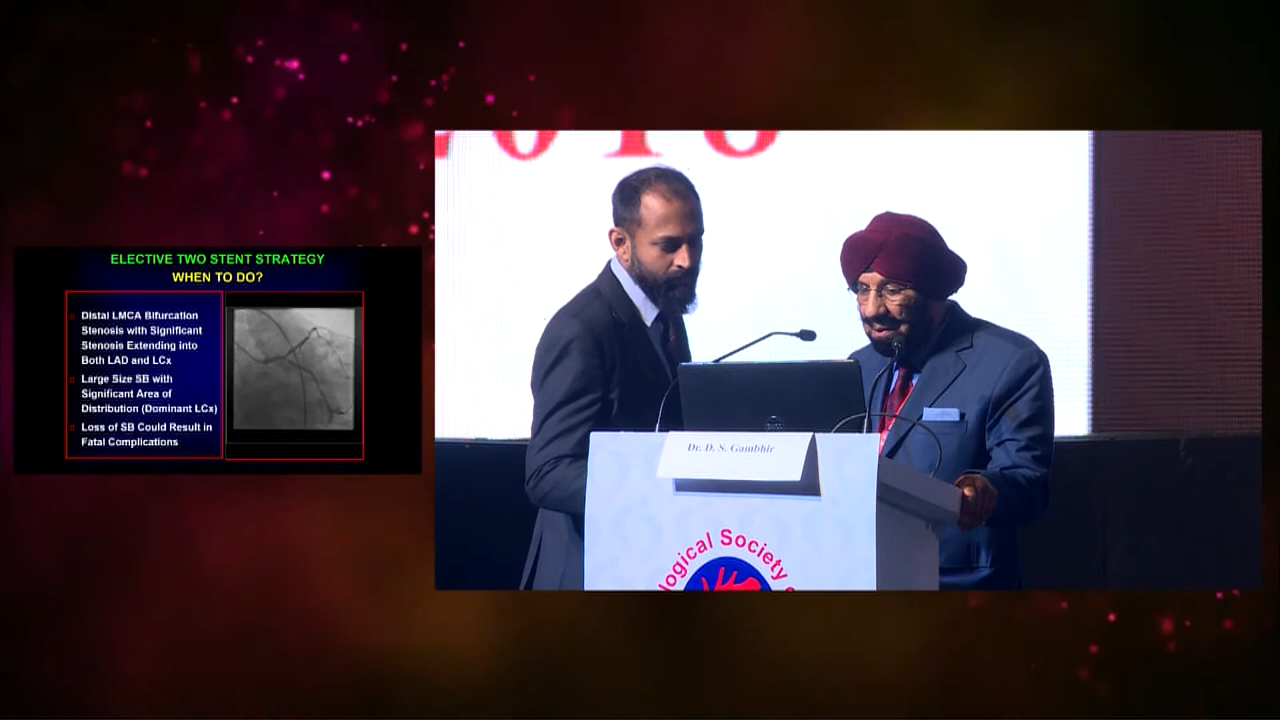 ELECTIVE TWO STENT STRATEGY
WHEN TO DO?
Distal LMCA Bifurcation
Stenosis with Significant
Stenosis Extending into
Both LAD and LCx
Large Size SB with
Significant Area of
Distribution (Dominant LCx)
Loss of SB Could Result in
Fatal Complications
2018
Dr. D. S. Gambhir
logical Society